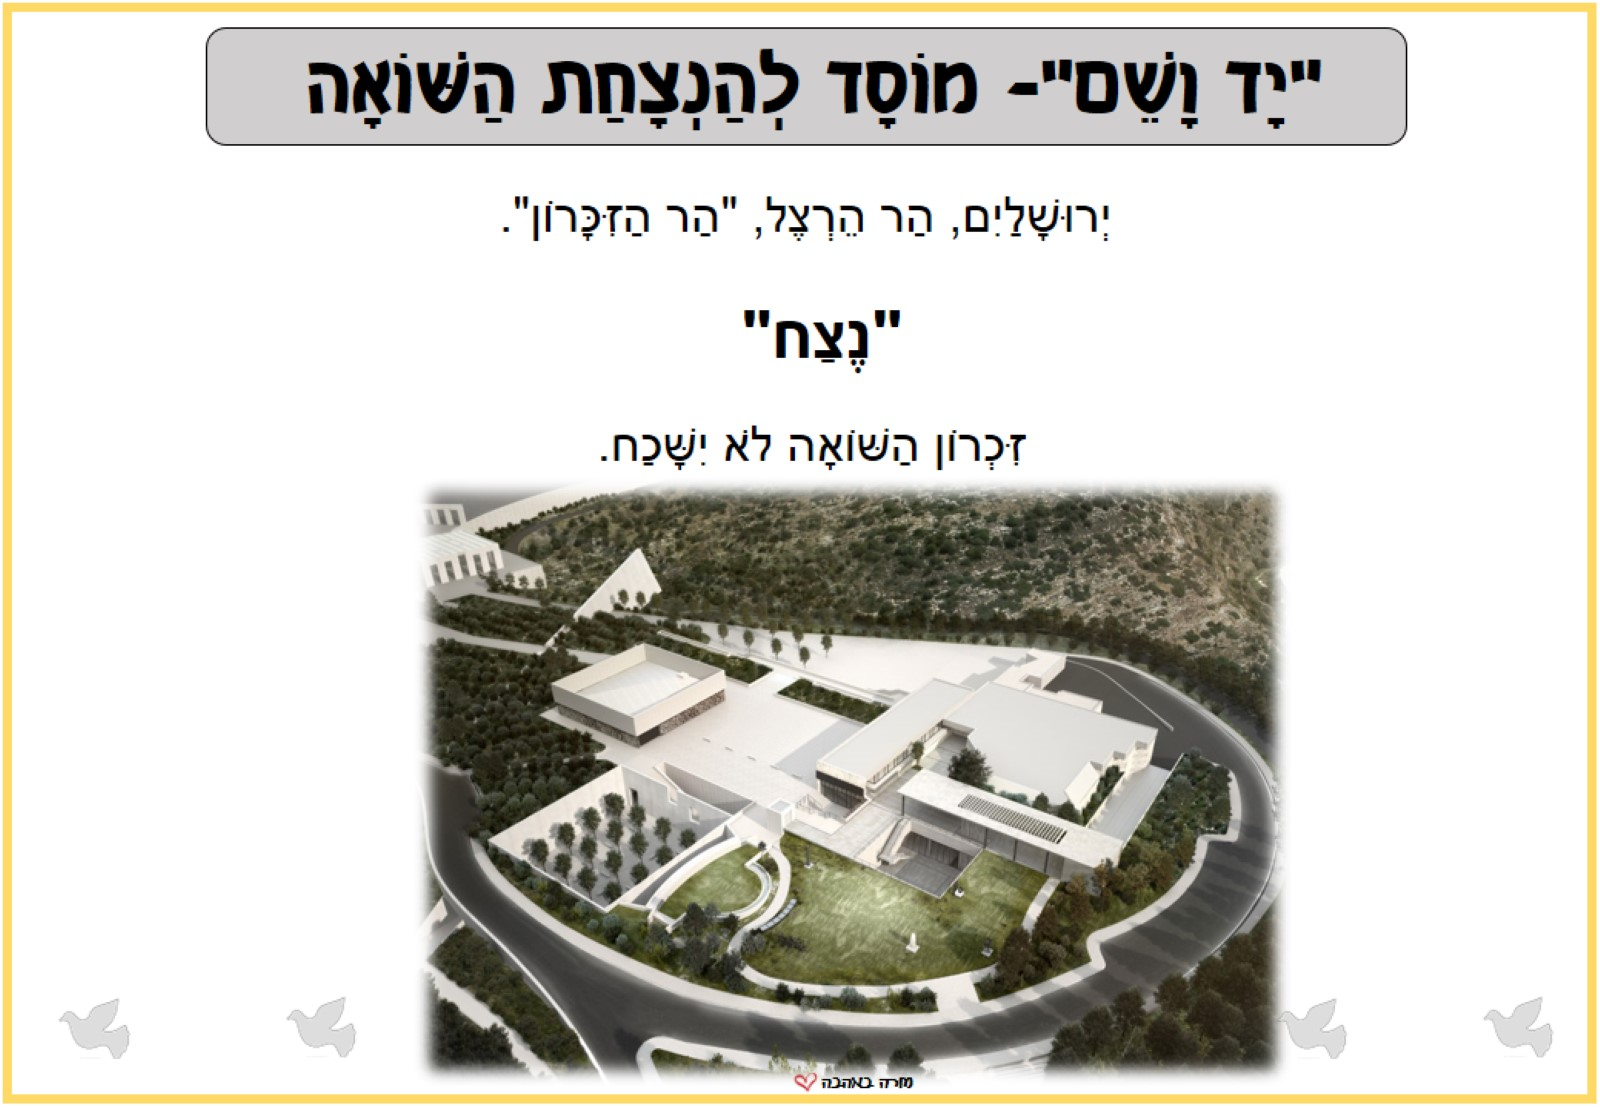 "יָד וָשֵׁם"- מוֹסָד לְהַנְצָחַת הַשּׁוֹאָה
יְרוּשָׁלַיִם, הַר הֵרְצֶל, "הַר הַזִּכָּרוֹן".
"נֶצַח"
זִּכְרוֹן הַשּׁוֹאָה לֹא יִשָּׁכַח.
מורה באהבה